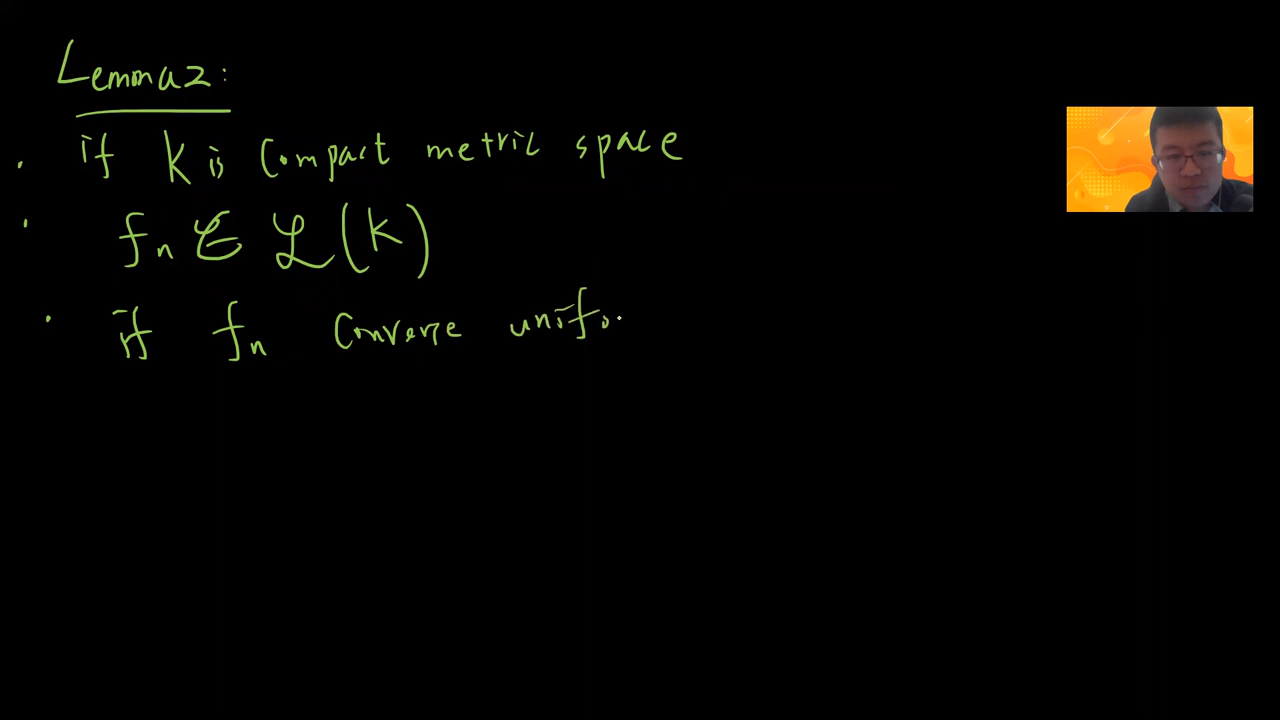 Lemma 2:
· if K is compact metric space
· fn ∈ ℒ(K)
· if fn converge unifo